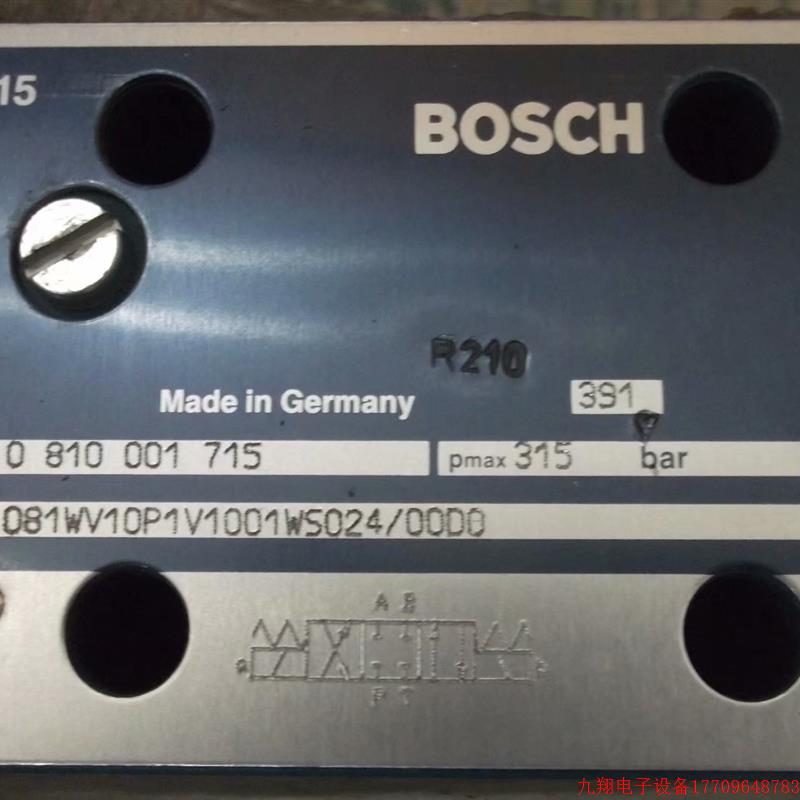 15
BOSCH
R210
Made in Germany
391
0 810 001 715
pmax 315 bar
081WV10P1V1001WS024/00D0
A B
P T
九翔电子设备17709648783